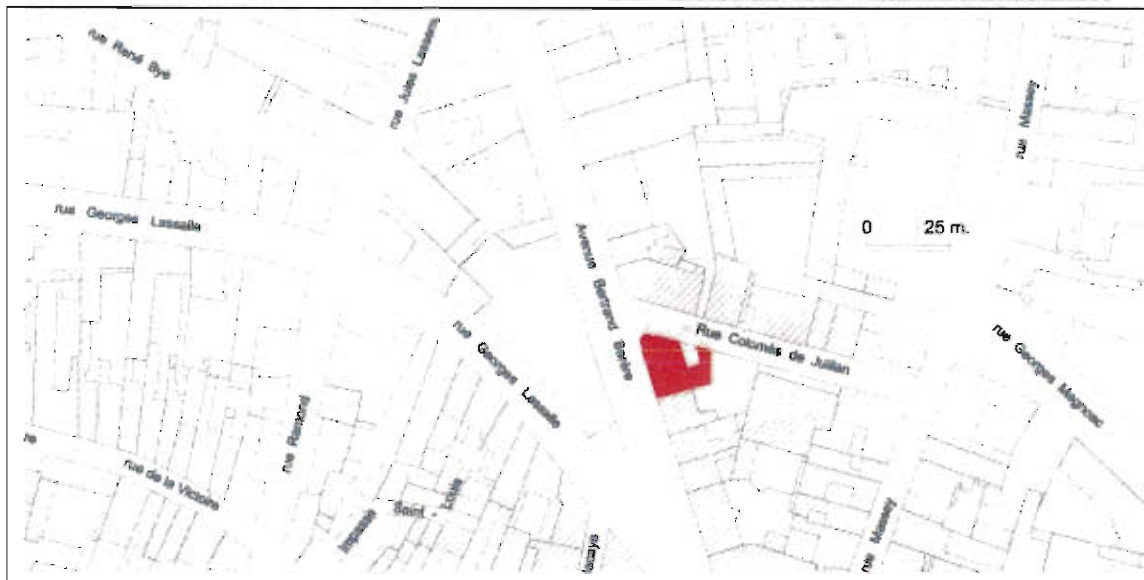 rue René Byé
rue Jules Lasserre
rue Massey
rue Georges Lassalle
0 25 m.
Avenue Bertrand Barère
Rue Colomès de Juillan
rue Georges Lassalle
rue Georges Magnoac
rue Ramond
rue de la Victoire
Impasse Saint - Louis
rue Massey